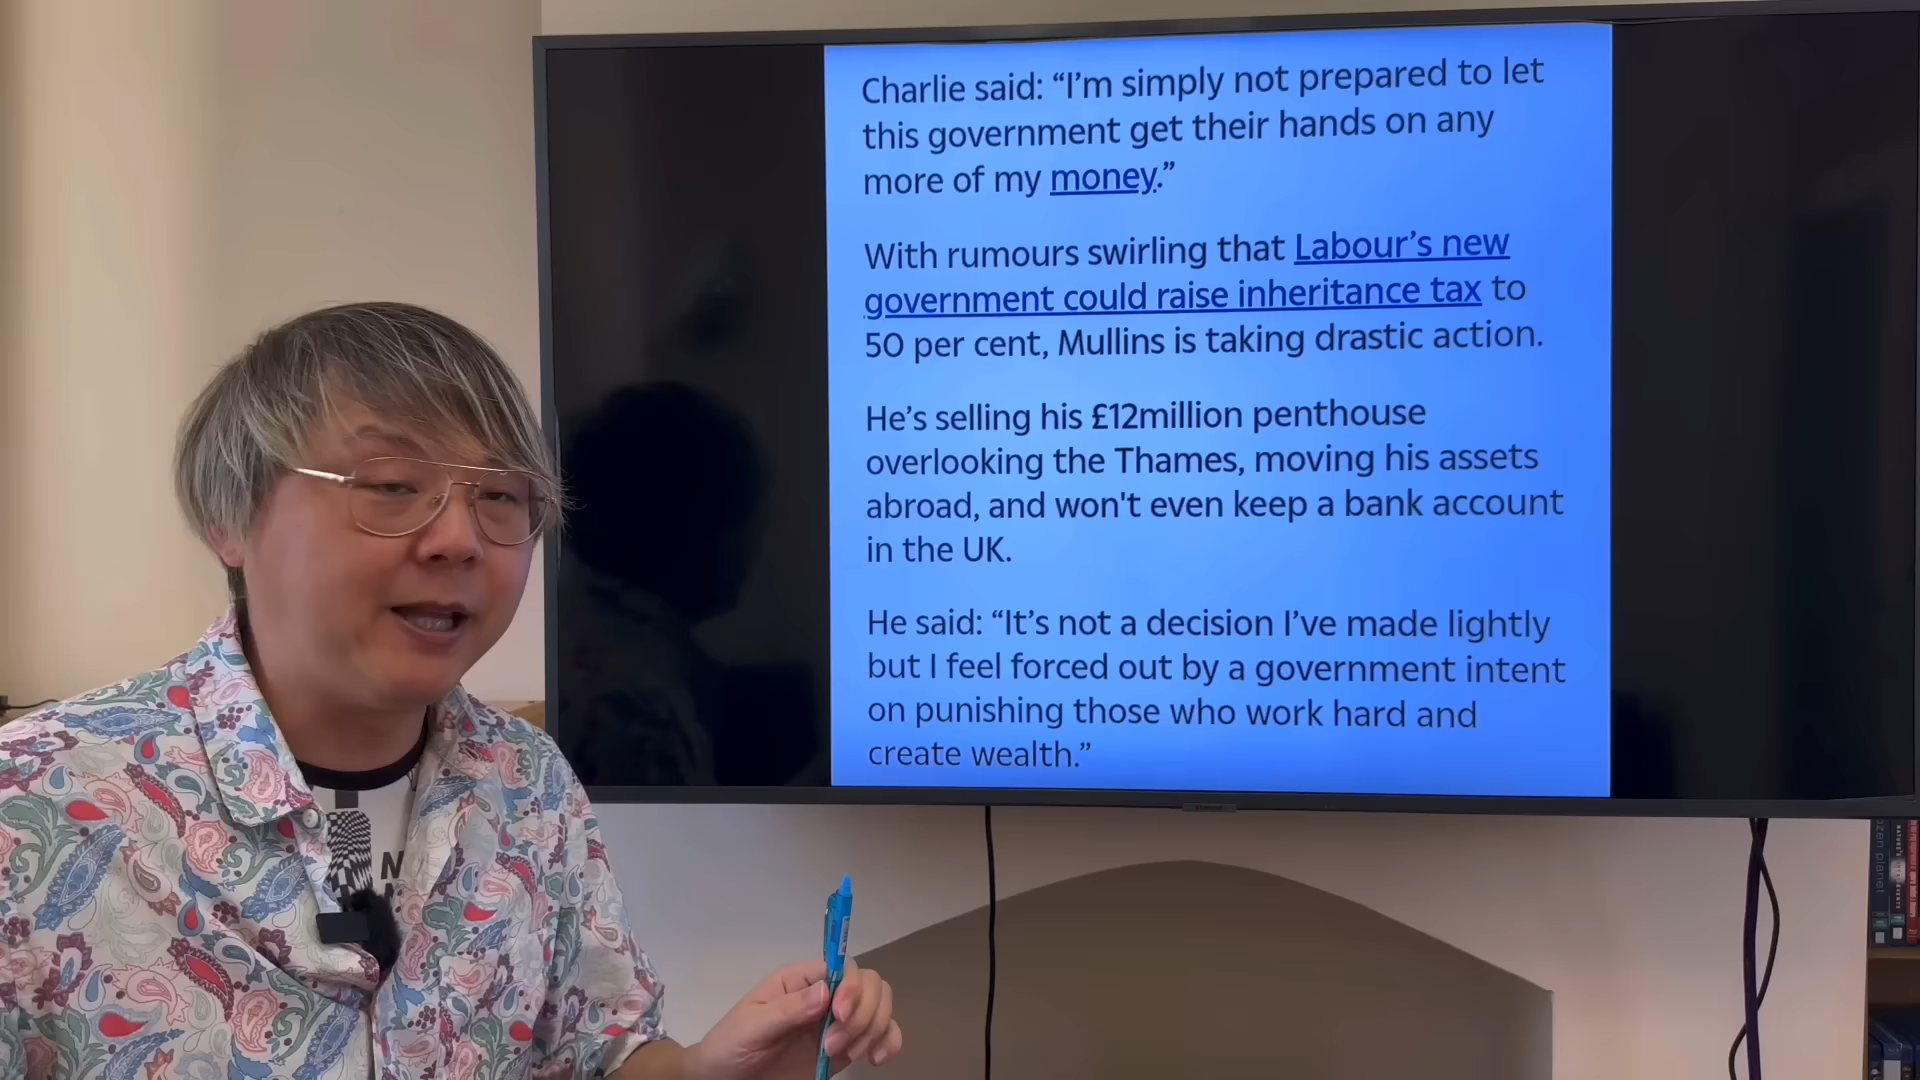 Charlie said: “I’m simply not prepared to let
this government get their hands on any
more of my money.”
With rumours swirling that Labour’s new
government could raise inheritance tax to
50 per cent, Mullins is taking drastic action.
He’s selling his £12million penthouse
overlooking the Thames, moving his assets
abroad, and won't even keep a bank account
in the UK.
He said: “It’s not a decision I’ve made lightly
but I feel forced out by a government intent
on punishing those who work hard and
create wealth.”